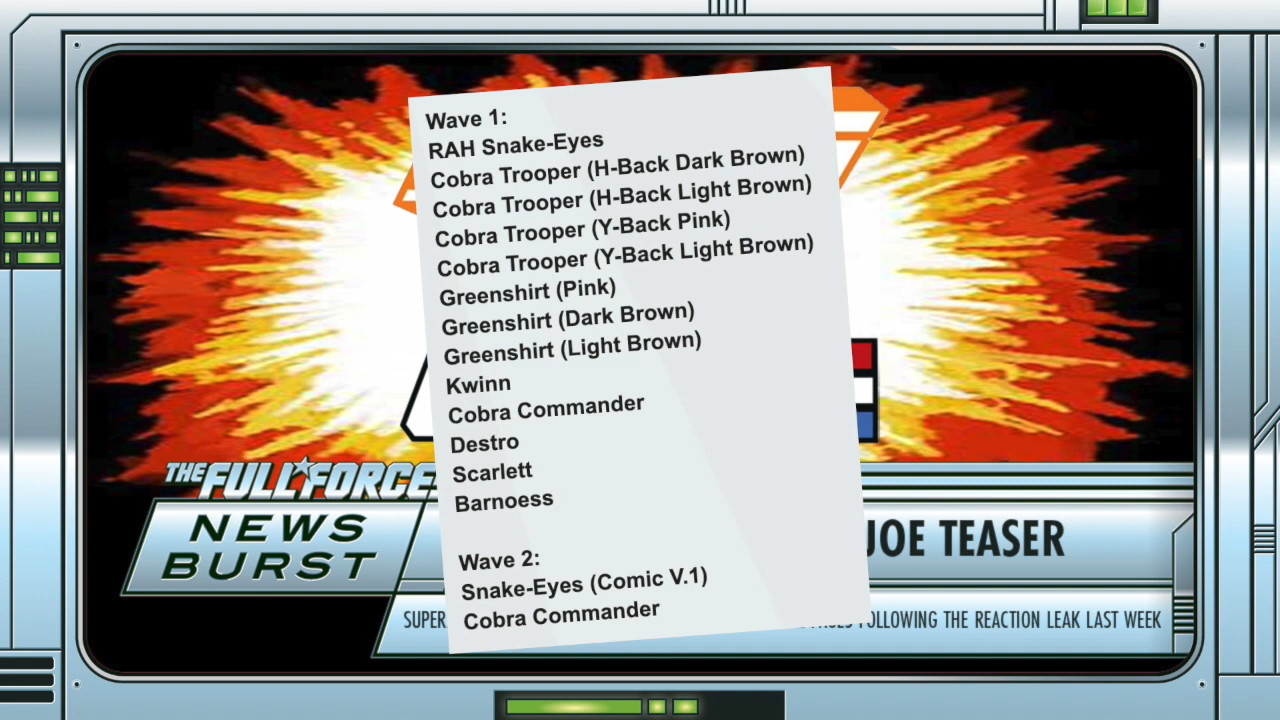 Wave 1:
RAH Snake-Eyes
Cobra Trooper (H-Back Dark Brown)
Cobra Trooper (H-Back Light Brown)
Cobra Trooper (Y-Back Pink)
Cobra Trooper (Y-Back Light Brown)
Greenshirt (Pink)
Greenshirt (Dark Brown)
Greenshirt (Light Brown)
Kwinn
Cobra Commander
Destro
Scarlett
Barnoess
Wave 2:
Snake-Eyes (Comic V.1)
Cobra Commander
THE FULL FORCE
NEWS
BURST
JOE TEASER
SUPER
FOLLOWING THE REACTION LEAK LAST WEEK